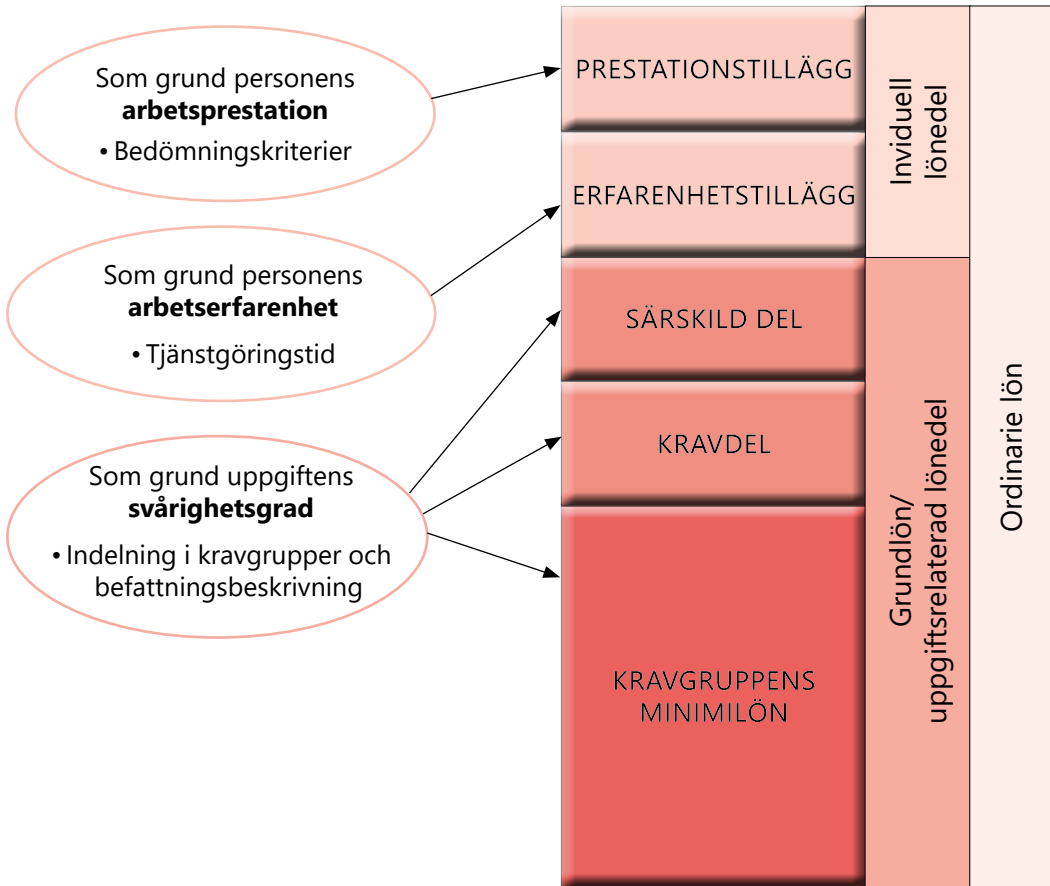 Som grund personens
arbetsprestation
• Bedömningskriterier
Som grund personens
arbetserfarenhet
• Tjänstgöringstid
Som grund uppgiftens
svårighetsgrad
• Indelning i kravgrupper och
befattningsbeskrivning
PRESTATIONSTILLÄGG
ERFARENHETSTILLÄGG
SÄRSKILD DEL
KRAVDEL
KRAVGRUPPENS
MINIMILÖN
Inviduell
lönedel
Grundlön/
uppgiftsrelaterad lönedel
Ordinarie lön